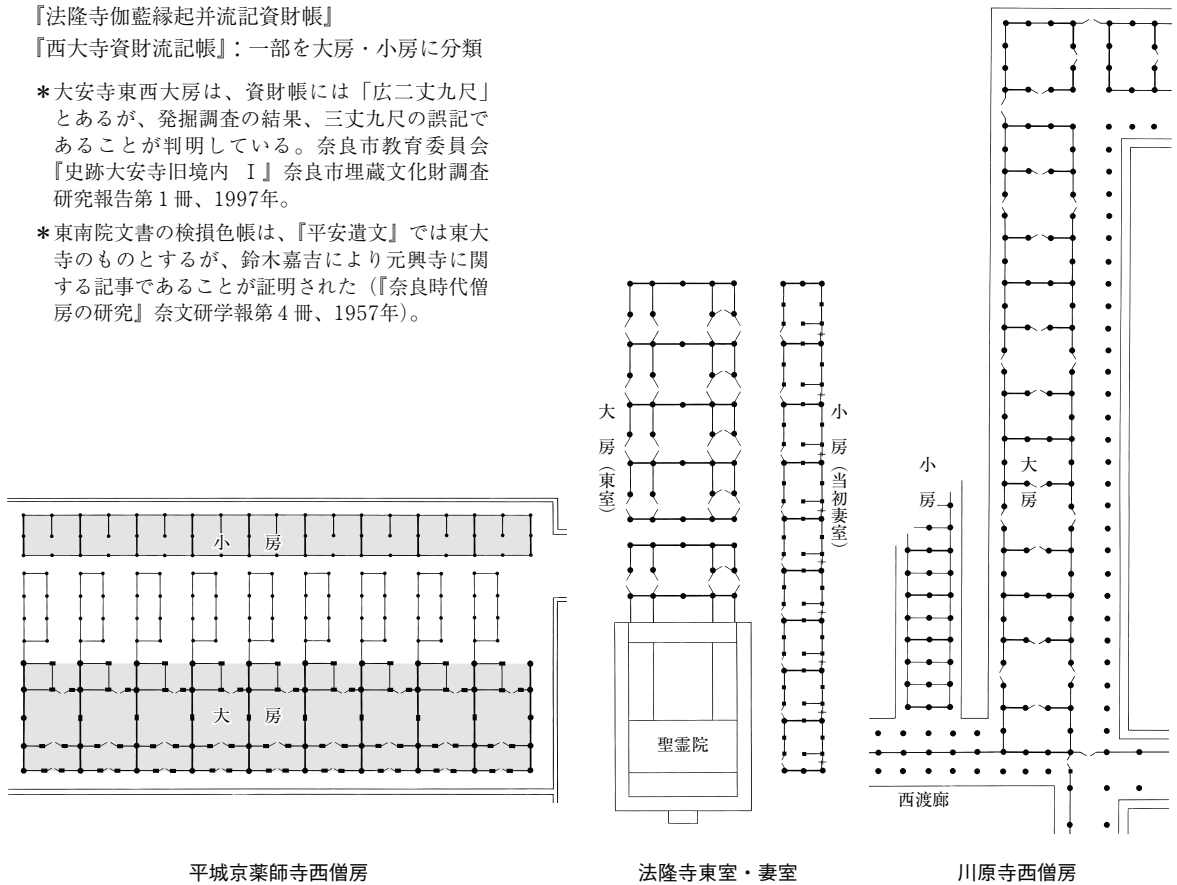 『法隆寺伽藍縁起并流記資財帳』
『西大寺資財流記帳』：一部を大房・小房に分類
＊大安寺東西大房は、資財帳には「広二丈九尺」
とあるが、発掘調査の結果、三丈九尺の誤記で
あることが判明している。奈良市教育委員会
『史跡大安寺旧境内　Ⅰ』奈良市埋蔵文化財調査
研究報告第１冊、1997年。
＊東南院文書の検損色帳は、『平安遺文』では東大
寺のものとするが、鈴木嘉吉により元興寺に関
する記事であることが証明された（『奈良時代僧
房の研究』奈文研学報第４冊、1957年）。
小房
大房
平城京薬師寺西僧房
大房（東室）
小房（当初妻室）
聖霊院
法隆寺東室・妻室
小房
大房
西渡廊
川原寺西僧房